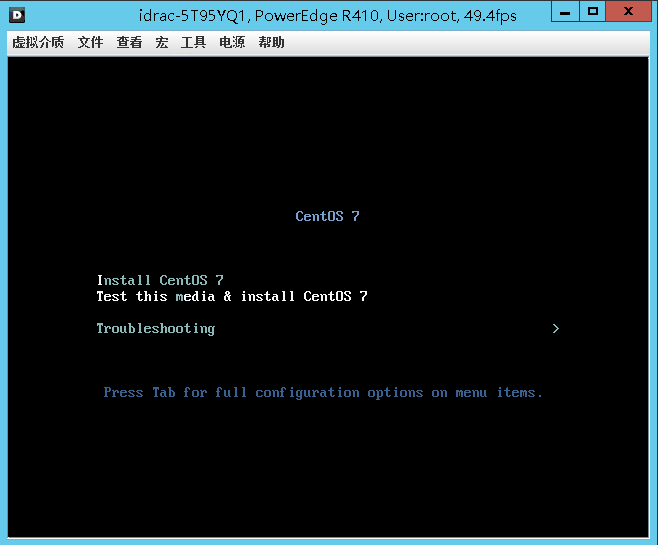 D
idrac-5T95YQ1, PowerEdge R410, User:root, 49.4fps
虚拟介质 文件 查看 宏 工具 电源 帮助
CentOS 7
Install CentOS 7
Test this media & install CentOS 7
Troubleshooting >
Press Tab for full configuration options on menu items.